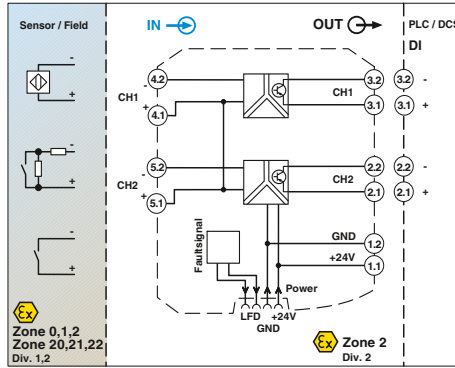 Sensor / Field
IN
OUT
PLC / DCS
DI
-
+
-
+
-
+
4.2
-
CH1
+
4.1
3.2
CH1
3.1
3.2
-
3.1
+
5.2
-
CH2
+
5.1
2.2
CH2
2.1
2.2
-
2.1
+
Faultsignal
GND
1.2
+24V
1.1
Power
LFD
+24V
GND
Ex
Zone 0,1,2
Zone 20,21,22
Div. 1,2
Ex
Zone 2
Div. 2